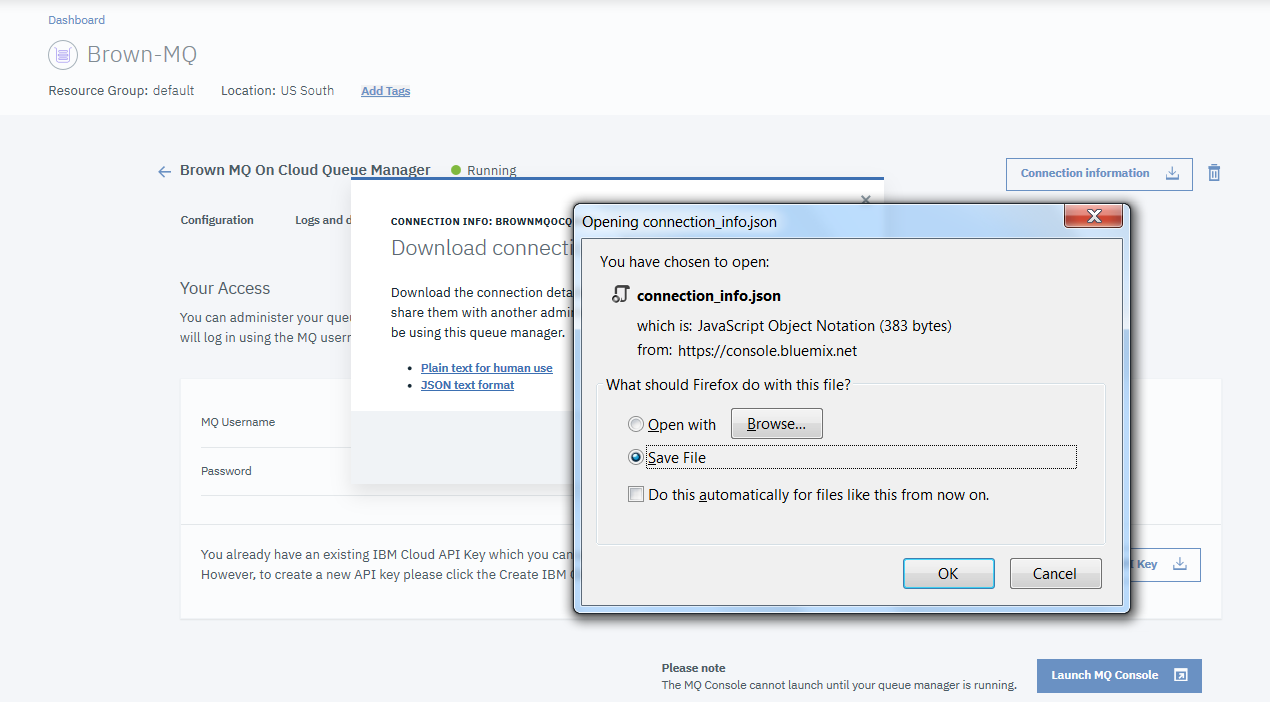 Dashboard
Brown-MQ
Resource Group: default Location: US South Add Tags
Brown MQ On Cloud Queue Manager Running
Connection information
Configuration Logs and d
CONNECTION INFO: BROWNMQOCQ
Download connecti
Download the connection deta
share them with another admi
be using this queue manager.
Plain text for human use
JSON text format
Your Access
You can administer your que
will log in using the MQ usern
MQ Username
Password
You already have an existing IBM Cloud API Key which you can
However, to create a new API key please click the Create IBM
Key
Opening connection_info.json
You have chosen to open:
connection_info.json
which is: JavaScript Object Notation (383 bytes)
from: https://console.bluemix.net
What should Firefox do with this file?
Open with Browse...
Save File
Do this automatically for files like this from now on.
OK Cancel
Please note
The MQ Console cannot launch until your queue manager is running.
Launch MQ Console